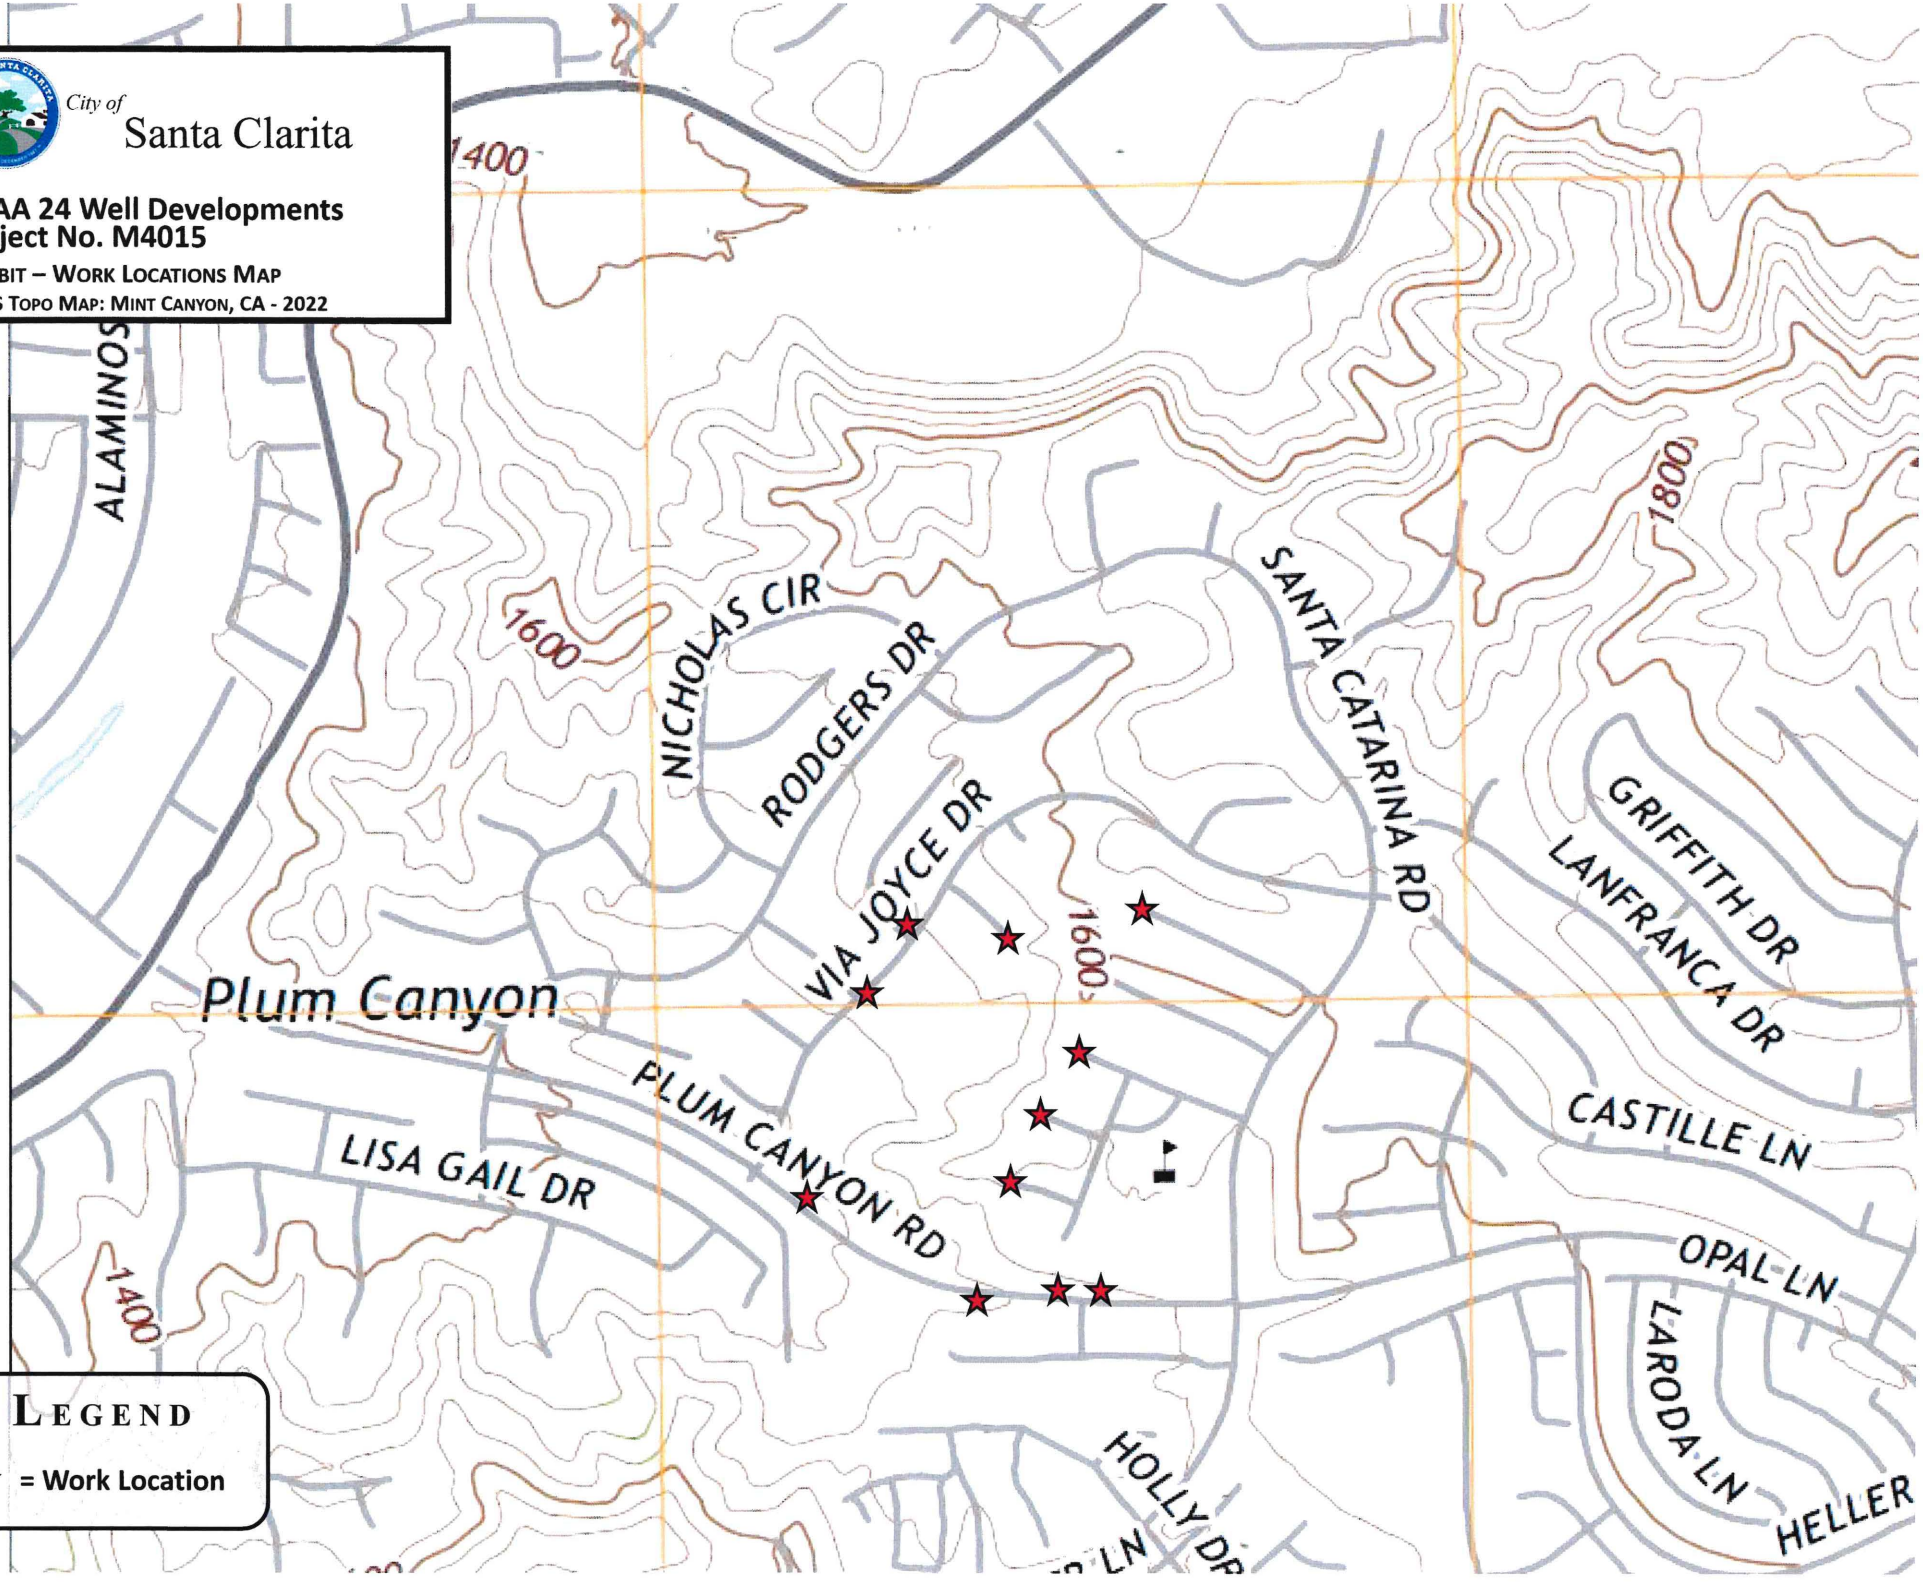 City of
Santa Clarita
AA 24 Well Developments
ject No. M4015
BIT – WORK LOCATIONS MAP
S TOPO MAP: MINT CANYON, CA - 2022
1400
ALAMINOS
1800
SANTA CATARINA RD
NICHOLAS CIR
1600
RODGERS DR
VIA JOYCE DR
GRIFFITH DR
LANFRANCA DR
1600
Plum Canyon
PLUM CANYON RD
CASTILLE LN
LISA GAIL DR
OPAL LN
1400
LARODA LN
LEGEND
= Work Location
HOLLY DR
HELLER
LN